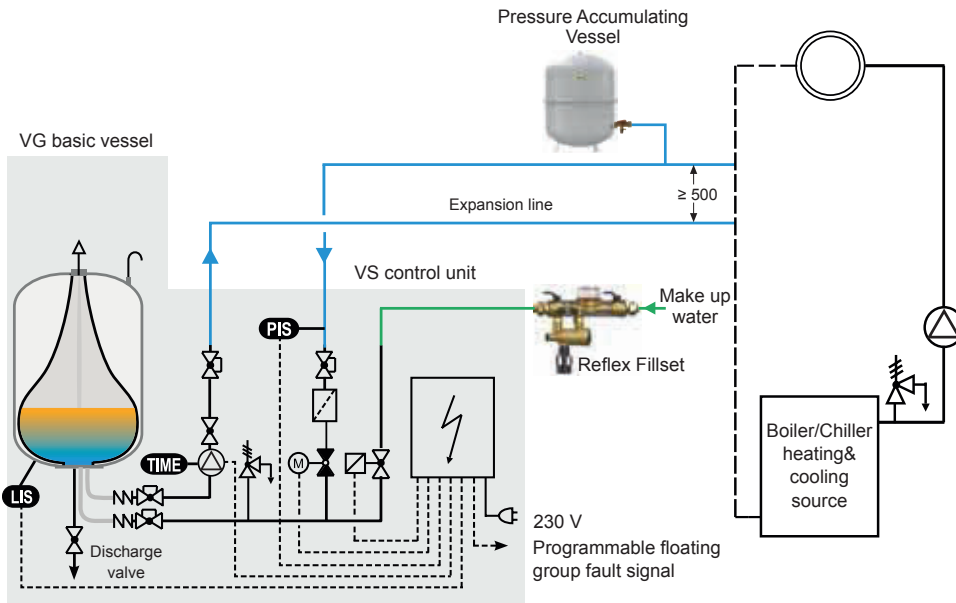 Pressure Accumulating
Vessel
VG basic vessel
≥ 500
Expansion line
VS control unit
PIS
Make up
water
Reflex Fillset
Boiler/Chiller
heating&
cooling
source
TIME
M
LIS
Discharge
valve
230 V
Programmable floating
group fault signal